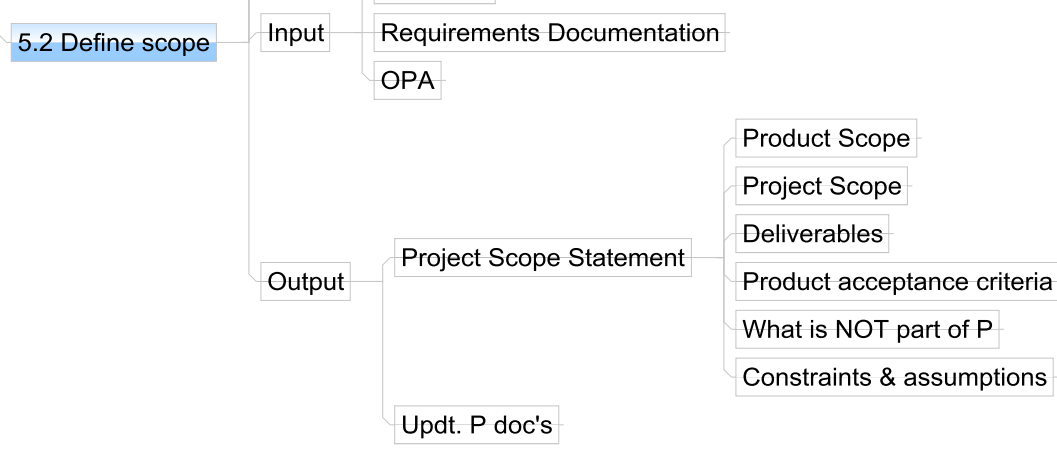 5.2 Define scope
Input
Requirements Documentation
OPA
Output
Project Scope Statement
Product Scope
Project Scope
Deliverables
Product acceptance criteria
What is NOT part of P
Constraints & assumptions
Updt. P doc's